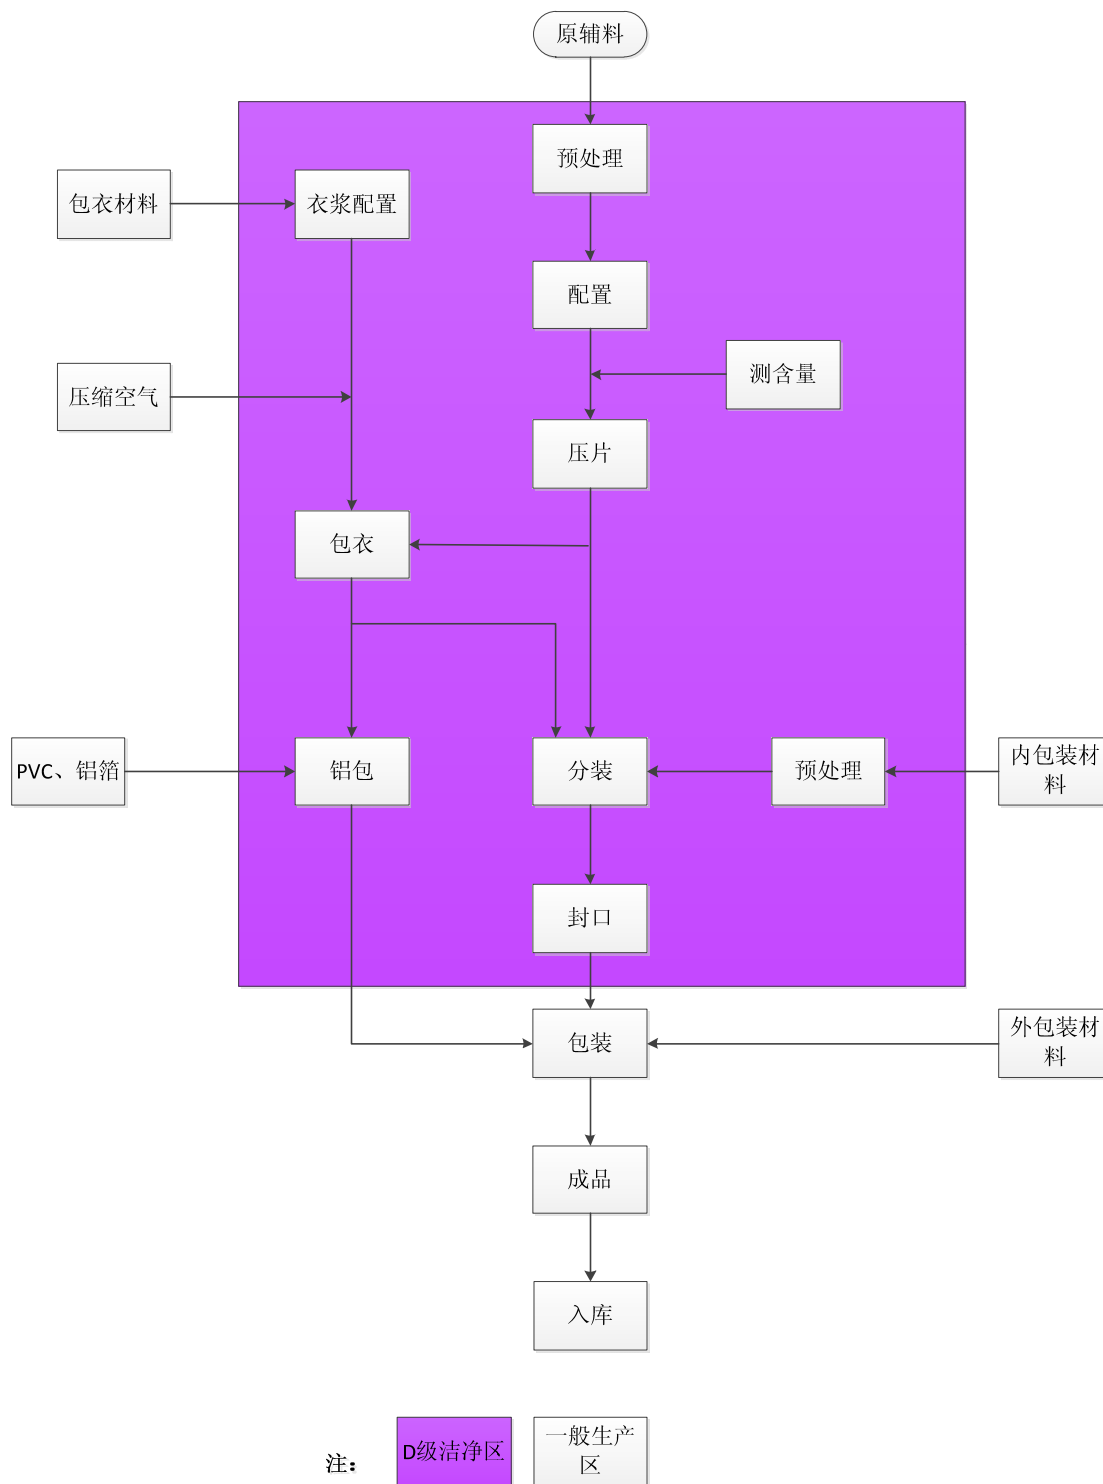 原辅料
预处理
包衣材料
衣浆配置
配置
测含量
压缩空气
压片
包衣
PVC、铝箔
铝包
分装
预处理
内包装材
料
封口
包装
外包装材
料
成品
入库
注：
D级洁净区
一般生产
区